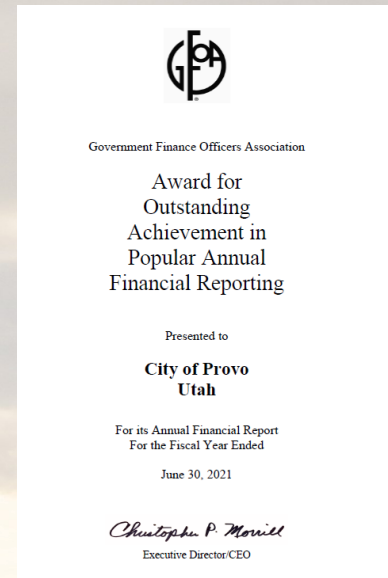 GFOA
Government Finance Officers Association
Award for
Outstanding
Achievement in
Popular Annual
Financial Reporting
Presented to
City of Provo
Utah
For its Annual Financial Report
For the Fiscal Year Ended
June 30, 2021
Christopher P. Morrill
Executive Director/CEO